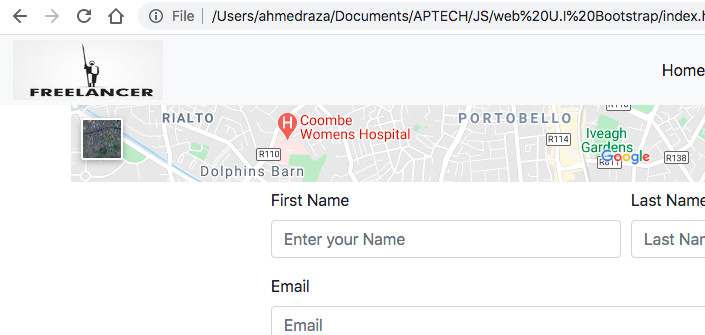 File | /Users/ahmedraza/Documents/APTECH/JS/web%20U.I%20Bootstrap/index.h
FREELANCER
Home
RIALTO
Coombe
Womens Hospital
H
PORTOBELLO
R110
R114
Iveagh
Gardens
Google
R811
R138
R110
Dolphins Barn
First Name
Last Name
Enter your Name
Last Nar
Email
Email